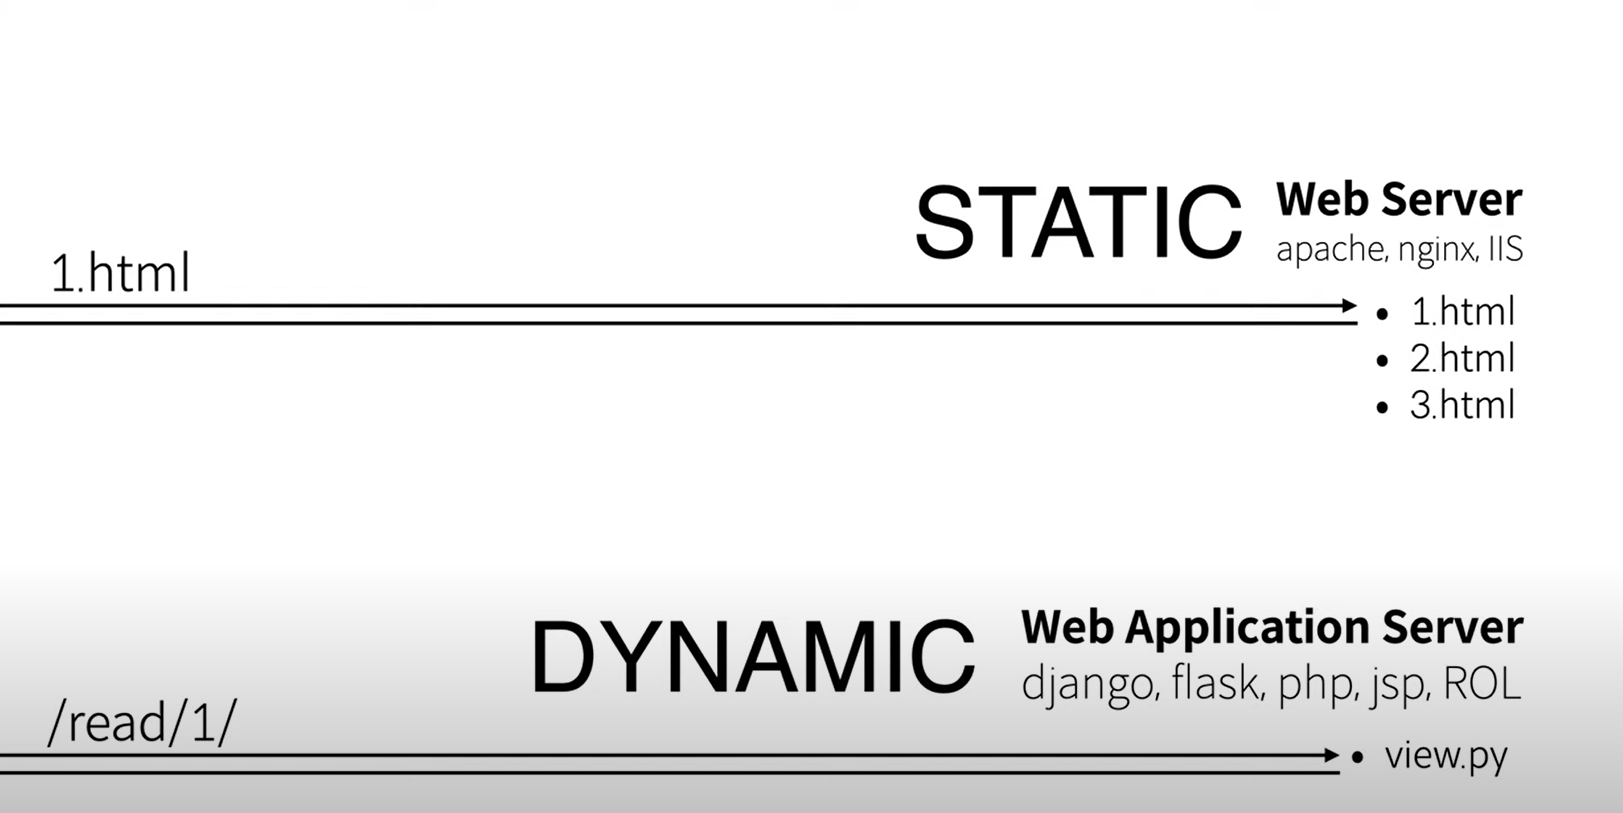 STATIC
Web Server
apache, nginx, IIS
1.html
• 1.html
• 2.html
• 3.html
DYNAMIC
Web Application Server
django, flask, php, jsp, ROL
/read/1/
• view.py